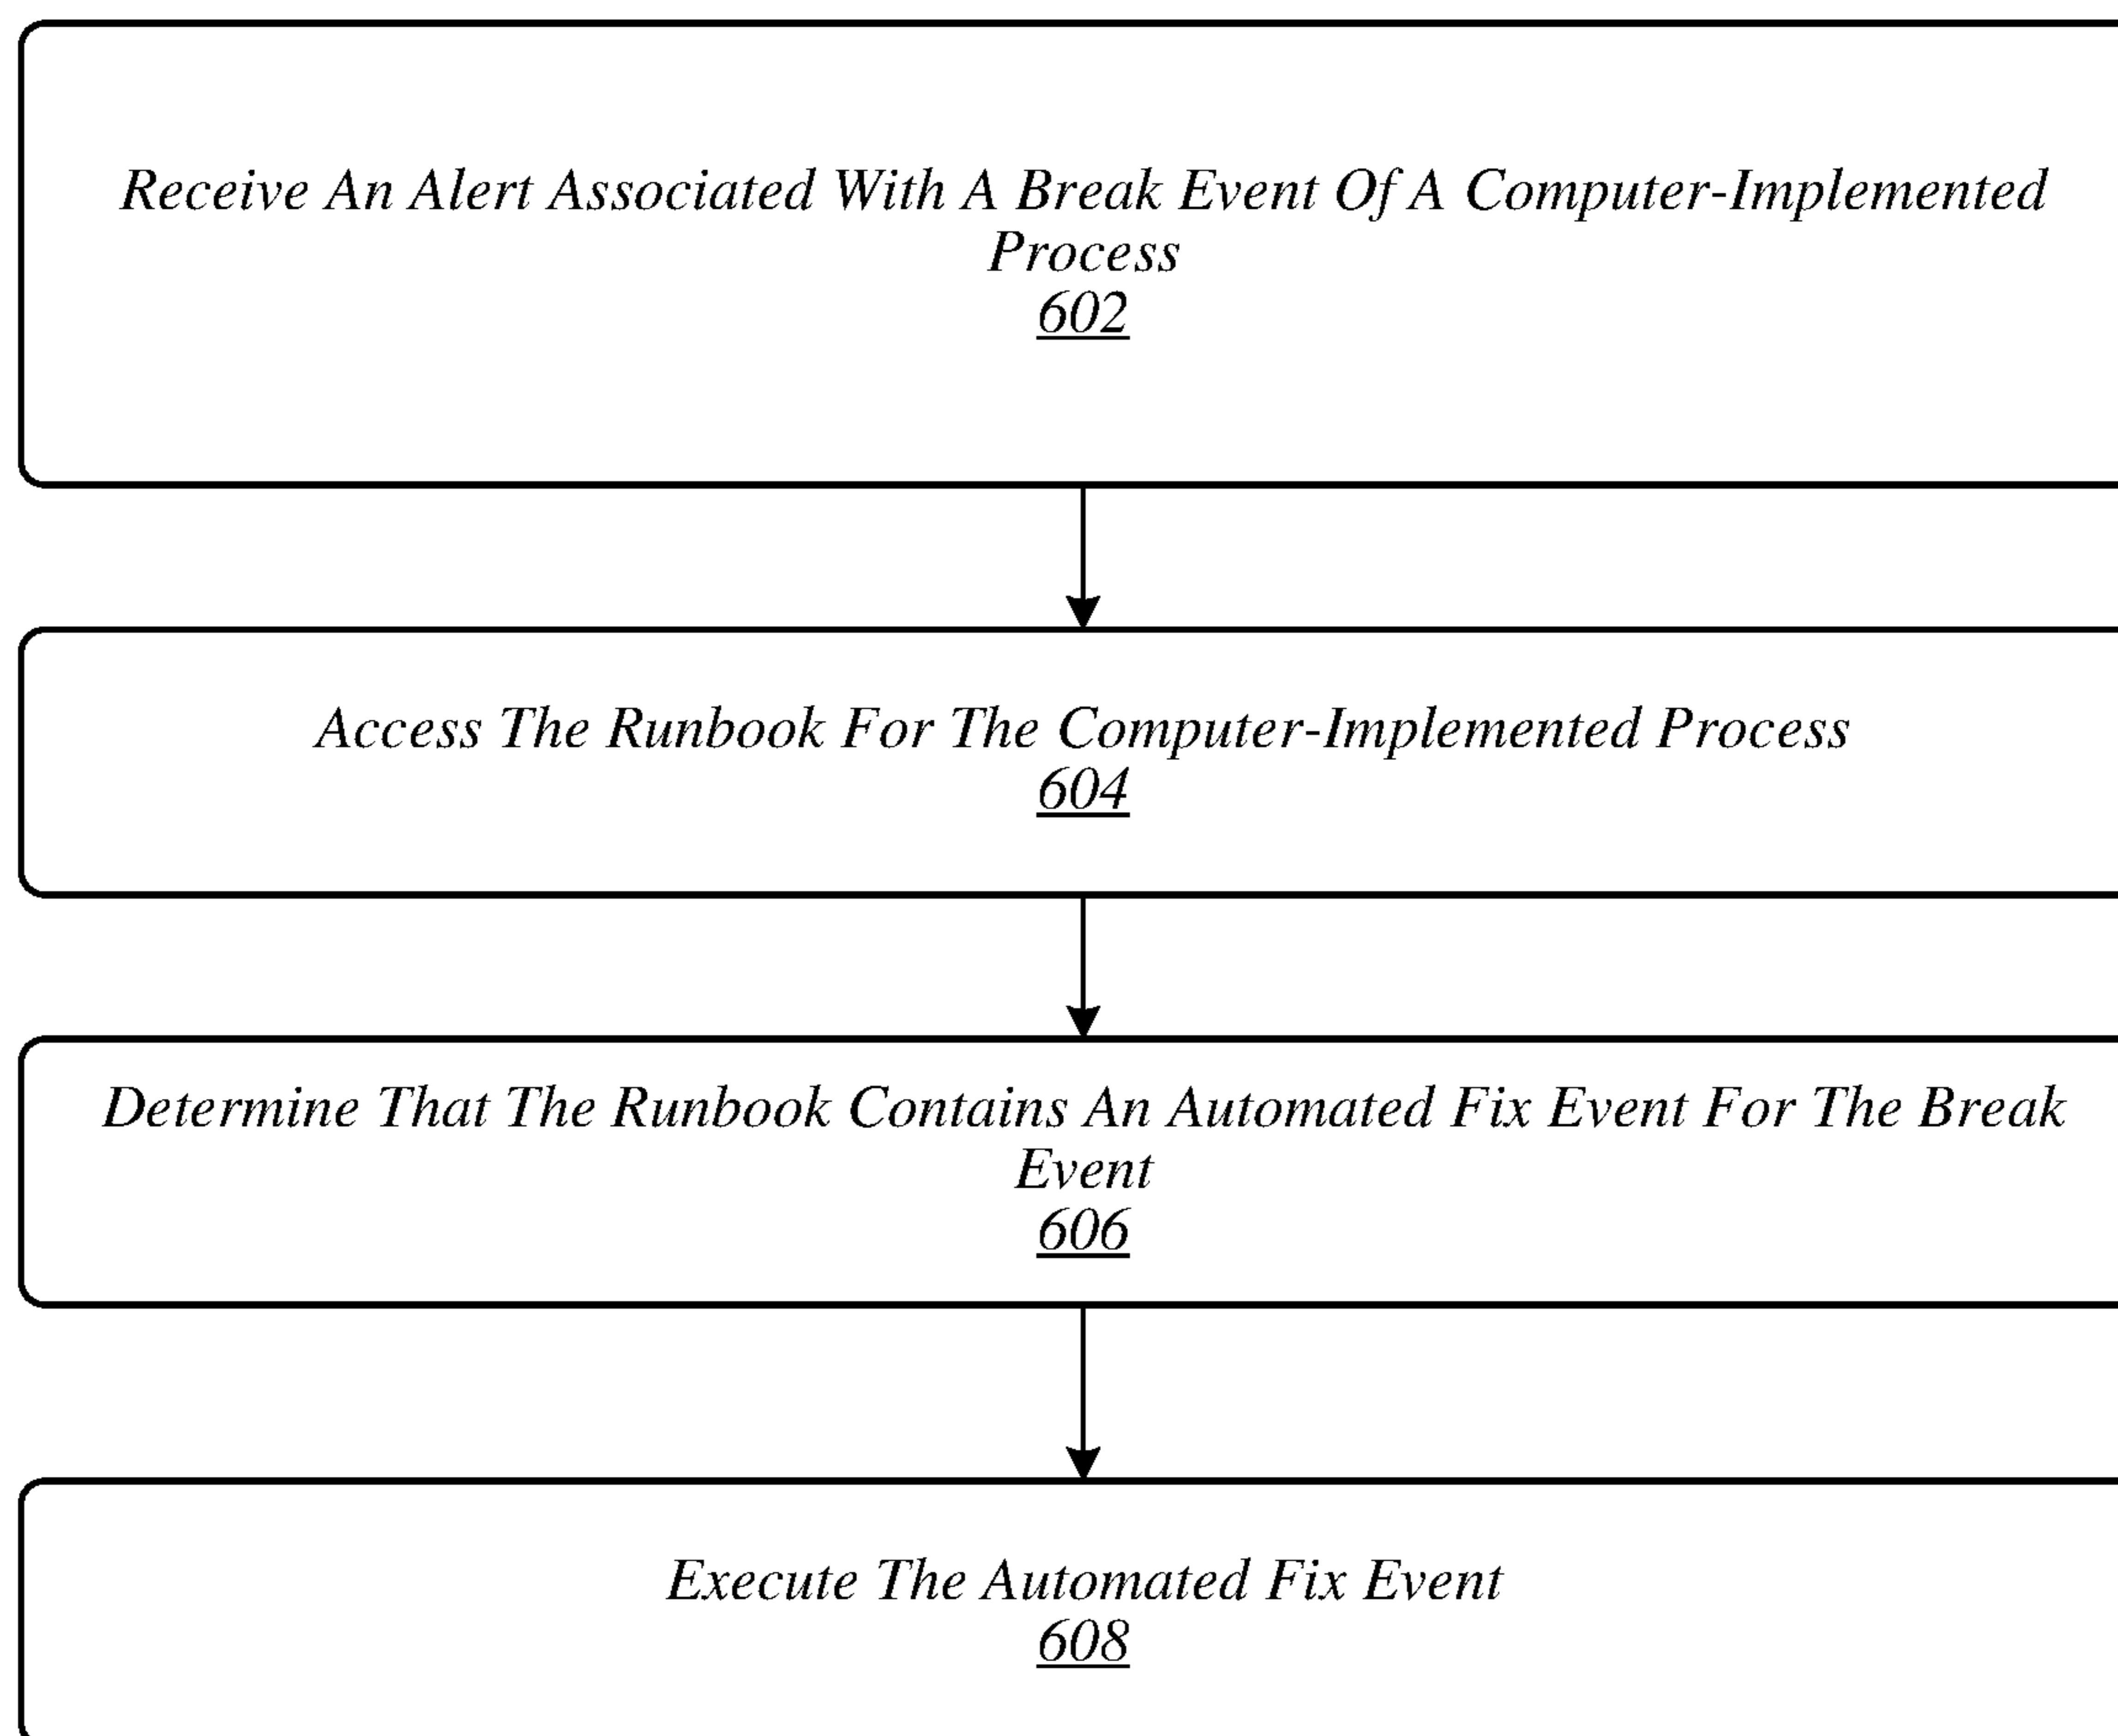 Receive An Alert Associated With A Break Event Of A Computer-Implemented
Process
602
Access The Runbook For The Computer-Implemented Process
604
Determine That The Runbook Contains An Automated Fix Event For The Break
Event
606
Execute The Automated Fix Event
608